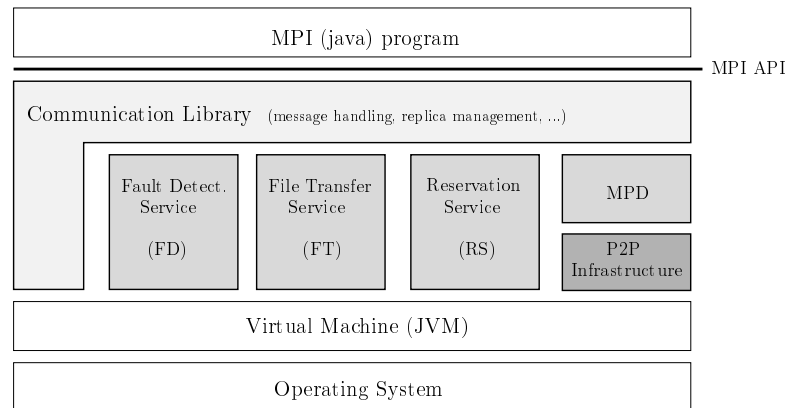 MPI (java) program
MPI API
Communication Library (message handling, replica management, ...)
Fault Detect.
Service
(FD)
File Transfer
Service
(FT)
Reservation
Service
(RS)
MPD
P2P
Infrastructure
Virtual Machine (JVM)
Operating System